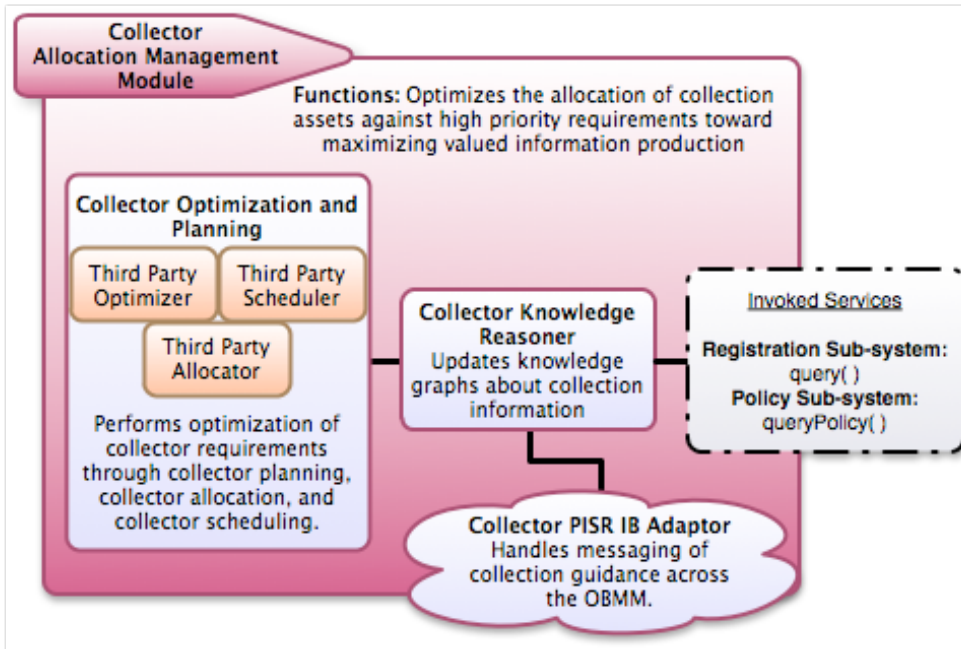 Collector
Allocation Management
Module
Functions: Optimizes the allocation of collection
assets against high priority requirements toward
maximizing valued information production
Collector Optimization and
Planning
Third Party
Optimizer
Third Party
Scheduler
Third Party
Allocator
Performs optimization of
collector requirements
through collector planning,
collector allocation, and
collector scheduling.
Collector Knowledge
Reasoner
Updates knowledge
graphs about collection
information
Invoked Services
Registration Sub-system:
query( )
Policy Sub-system:
queryPolicy( )
Collector PISR IB Adaptor
Handles messaging of
collection guidance across
the OBMM.